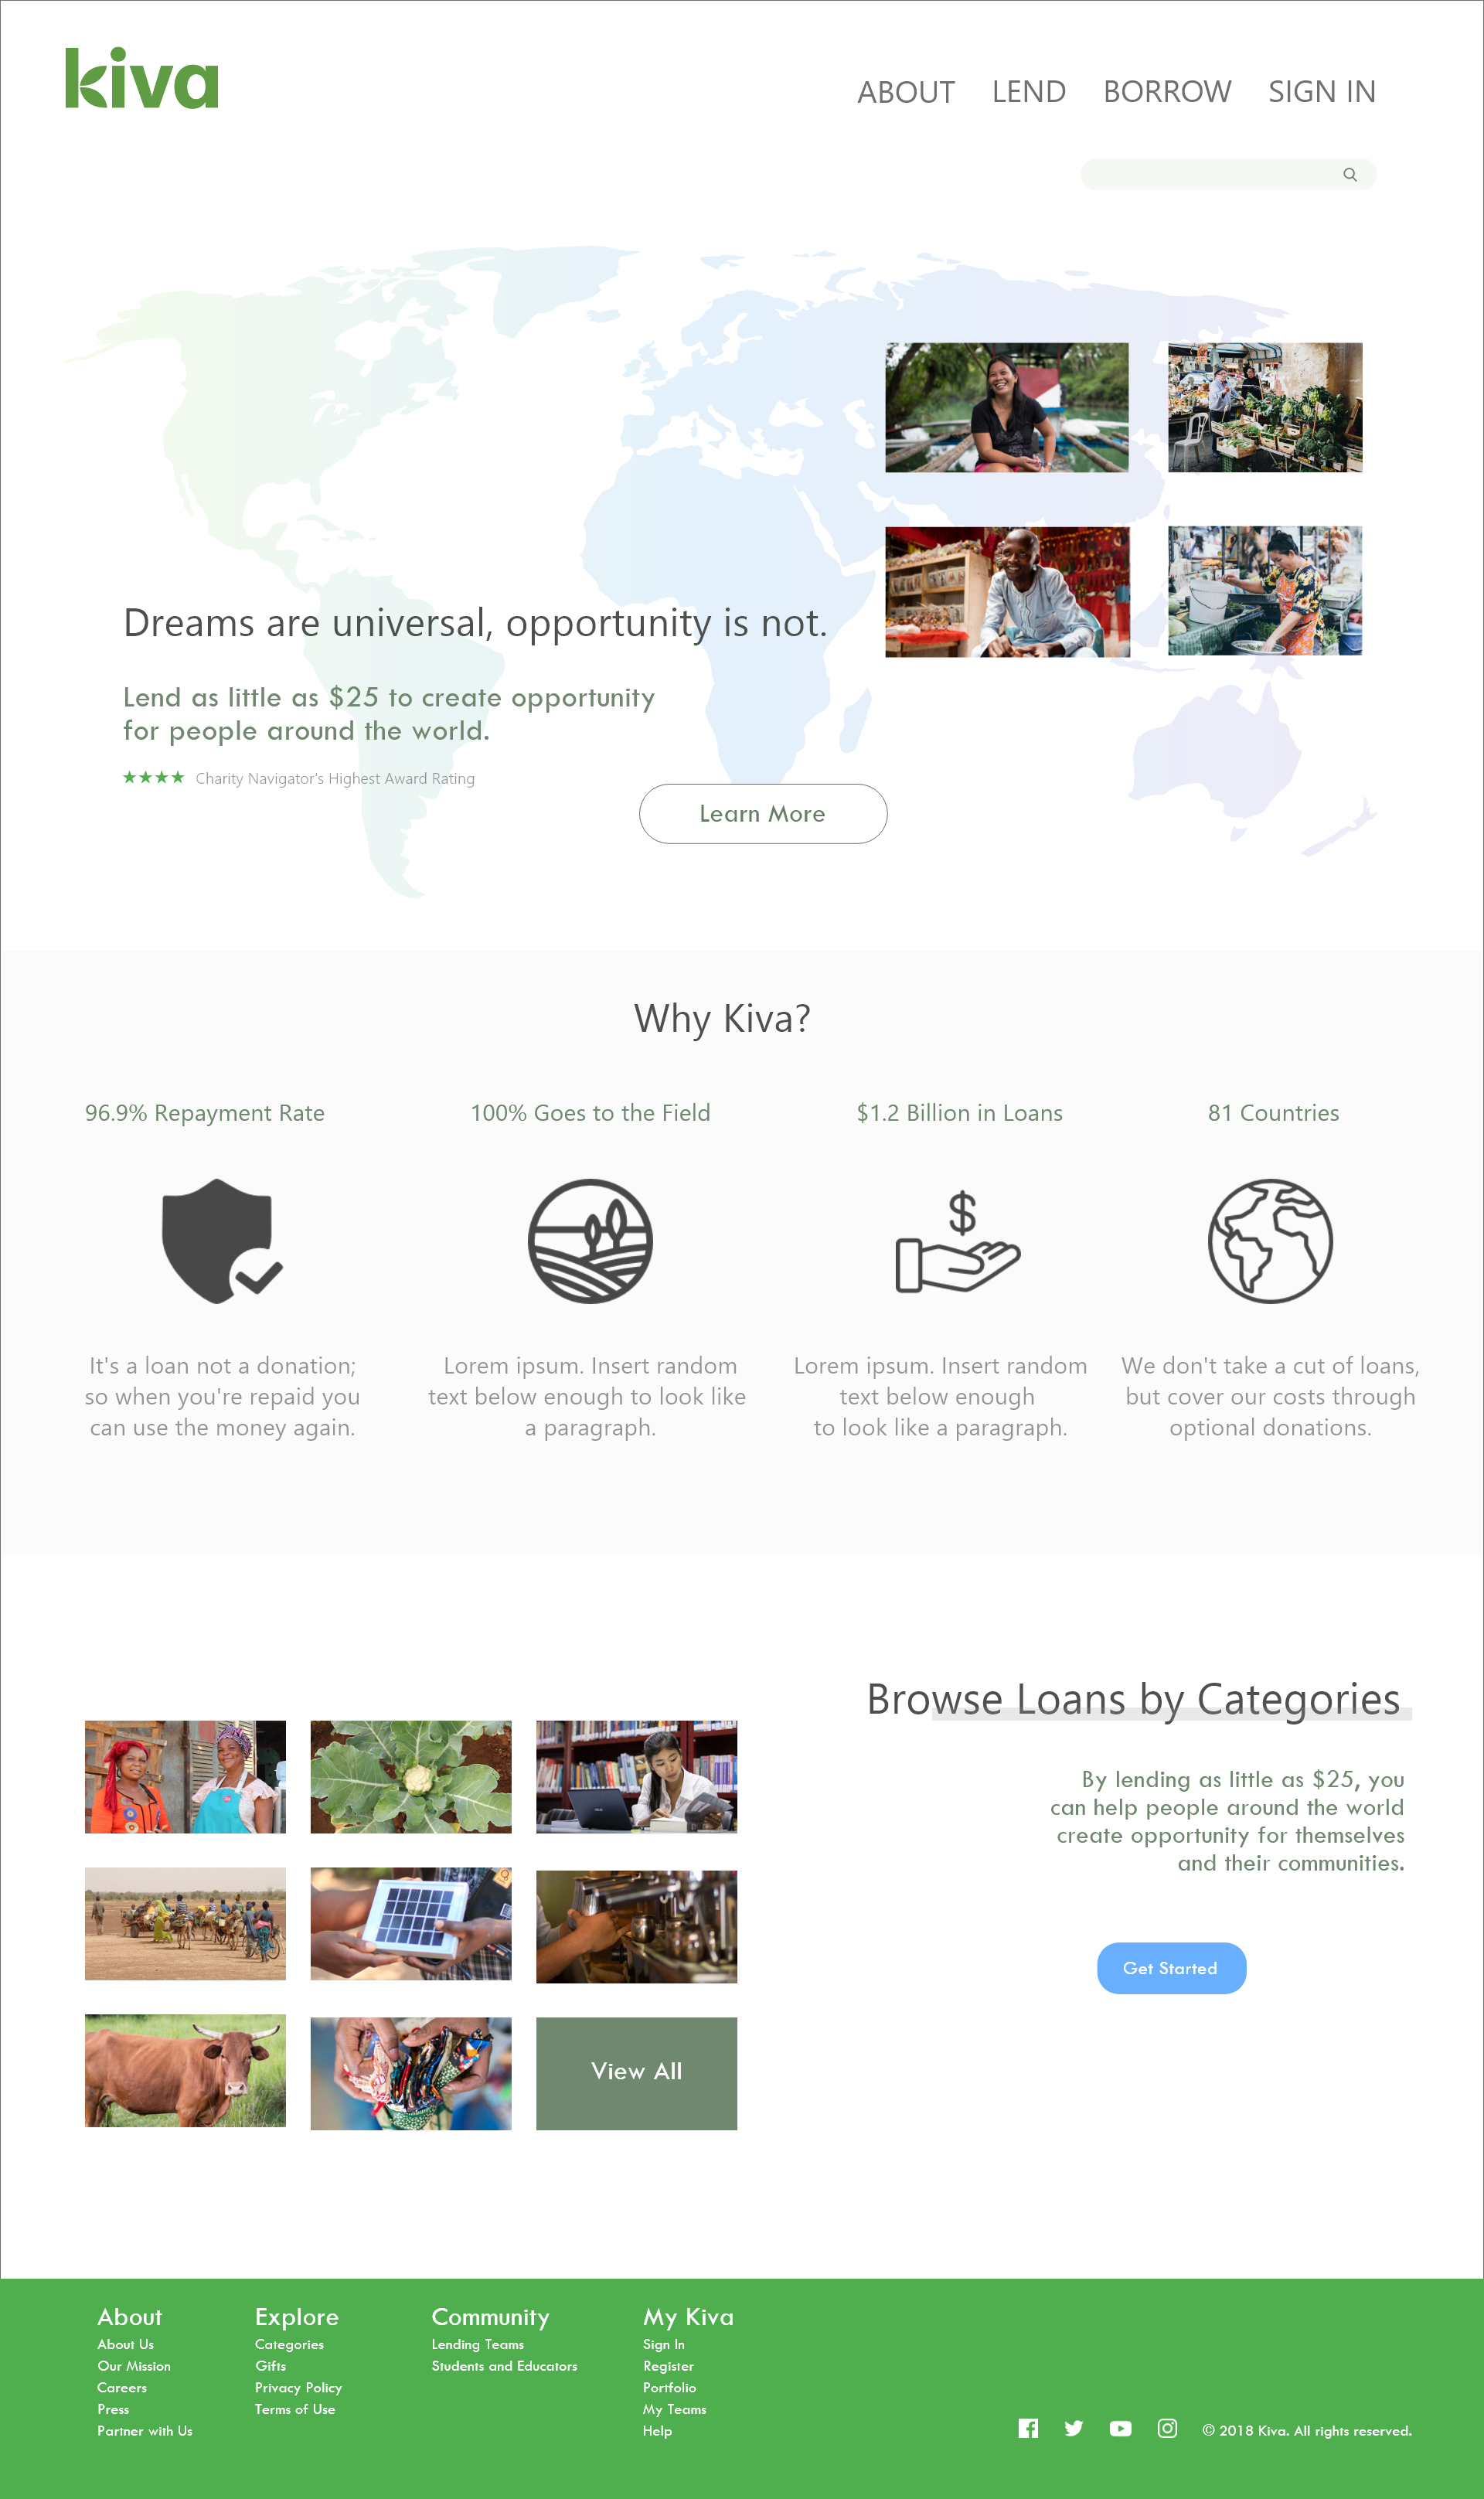 kiva
ABOUT LEND BORROW SIGN IN
Dreams are universal, opportunity is not.
Lend as little as $25 to create opportunity
for people around the world.
★★★★ Charity Navigator's Highest Award Rating
Learn More
Why Kiva?
96.9% Repayment Rate
It's a loan not a donation;
so when you're repaid you
can use the money again.
100% Goes to the Field
Lorem ipsum. Insert random
text below enough to look like
a paragraph.
$1.2 Billion in Loans
Lorem ipsum. Insert random
text below enough
to look like a paragraph.
81 Countries
We don't take a cut of loans,
but cover our costs through
optional donations.
Browse Loans by Categories
By lending as little as $25, you
can help people around the world
create opportunity for themselves
and their communities.
Get Started
View All
About
About Us
Our Mission
Careers
Press
Partner with Us
Explore
Categories
Gifts
Privacy Policy
Terms of Use
Community
Lending Teams
Students and Educators
My Kiva
Sign In
Register
Portfolio
My Teams
Help
© 2018 Kiva. All rights reserved.